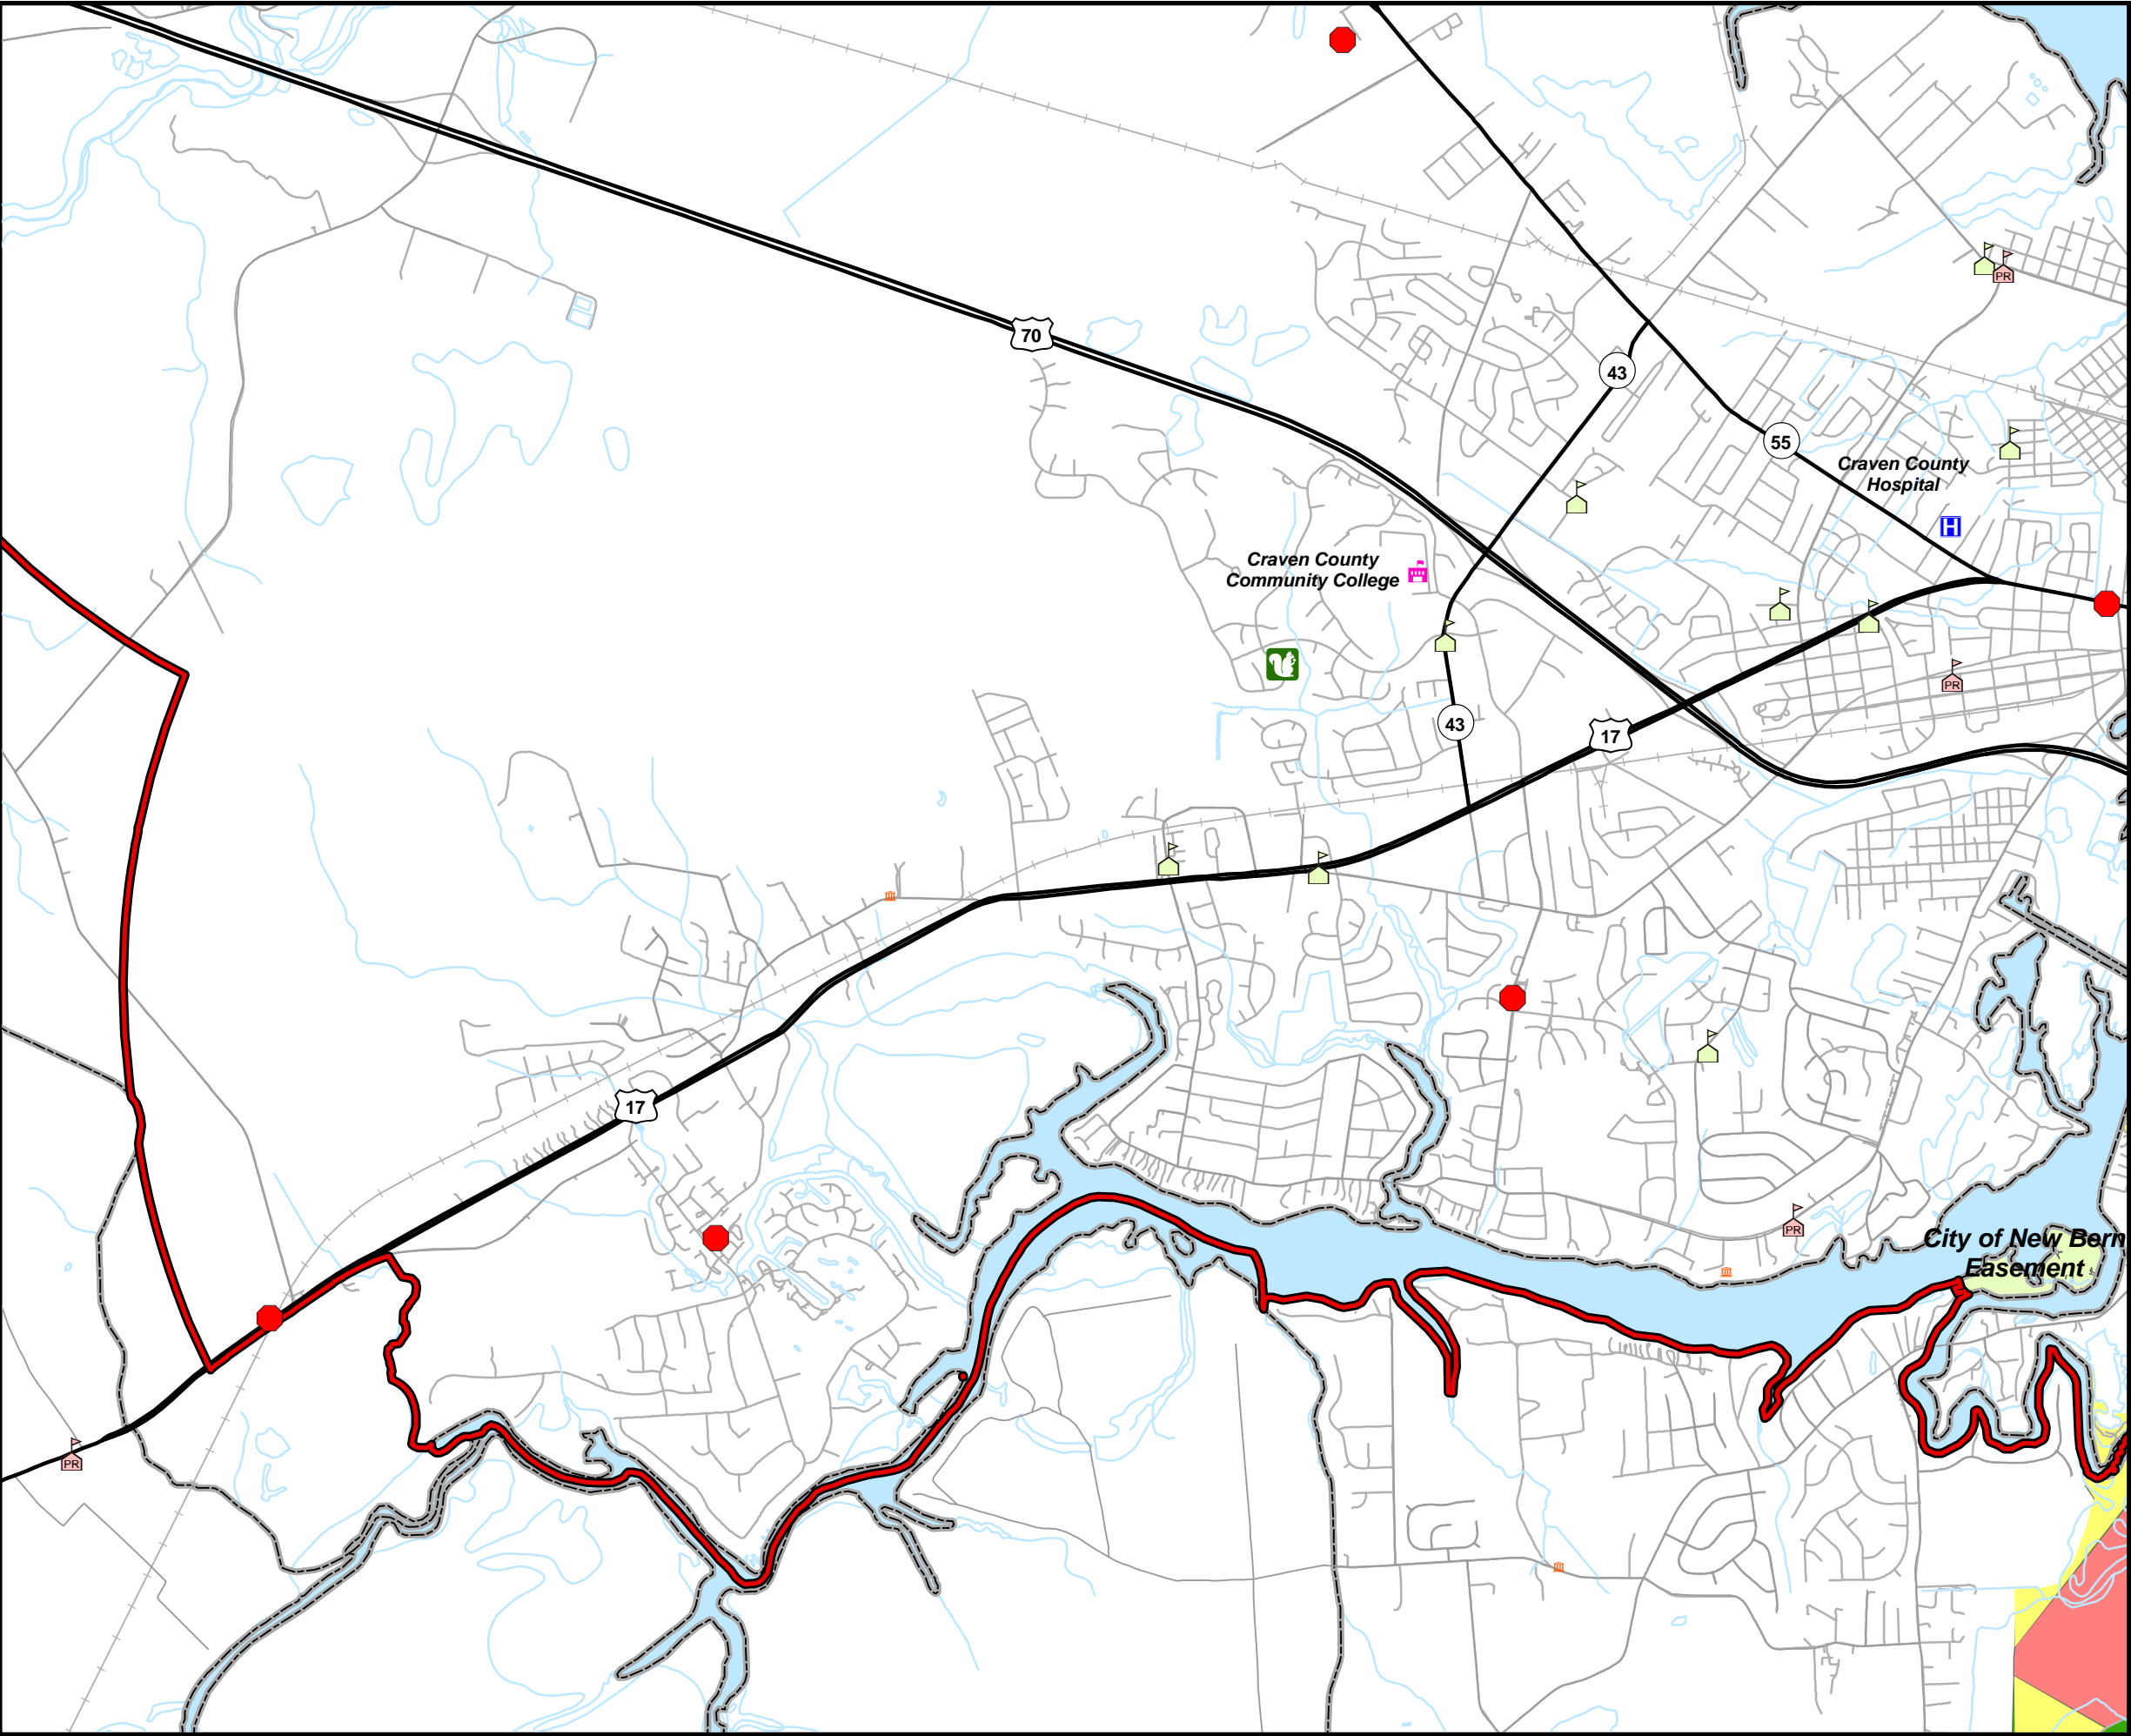 PR
70
43
55
Craven County
Hospital
H
Craven County
Community College
PR
43
17
17
PR
City of New Bern
Easement
PR